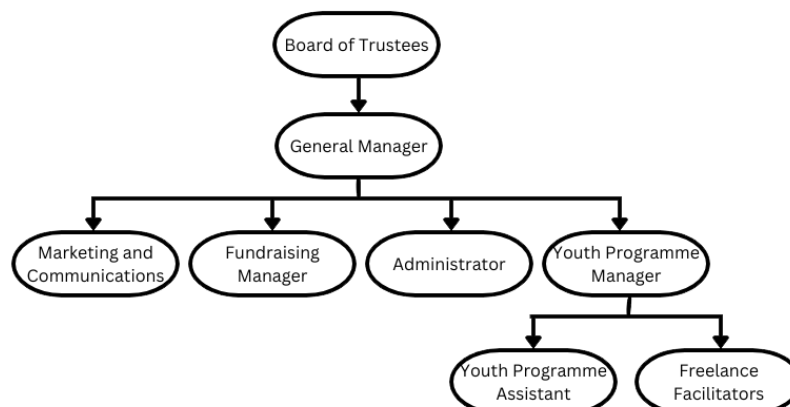 Board of Trustees
General Manager
Marketing and
Communications
Fundraising
Manager
Administrator
Youth Programme
Manager
Youth Programme
Assistant
Freelance
Facilitators